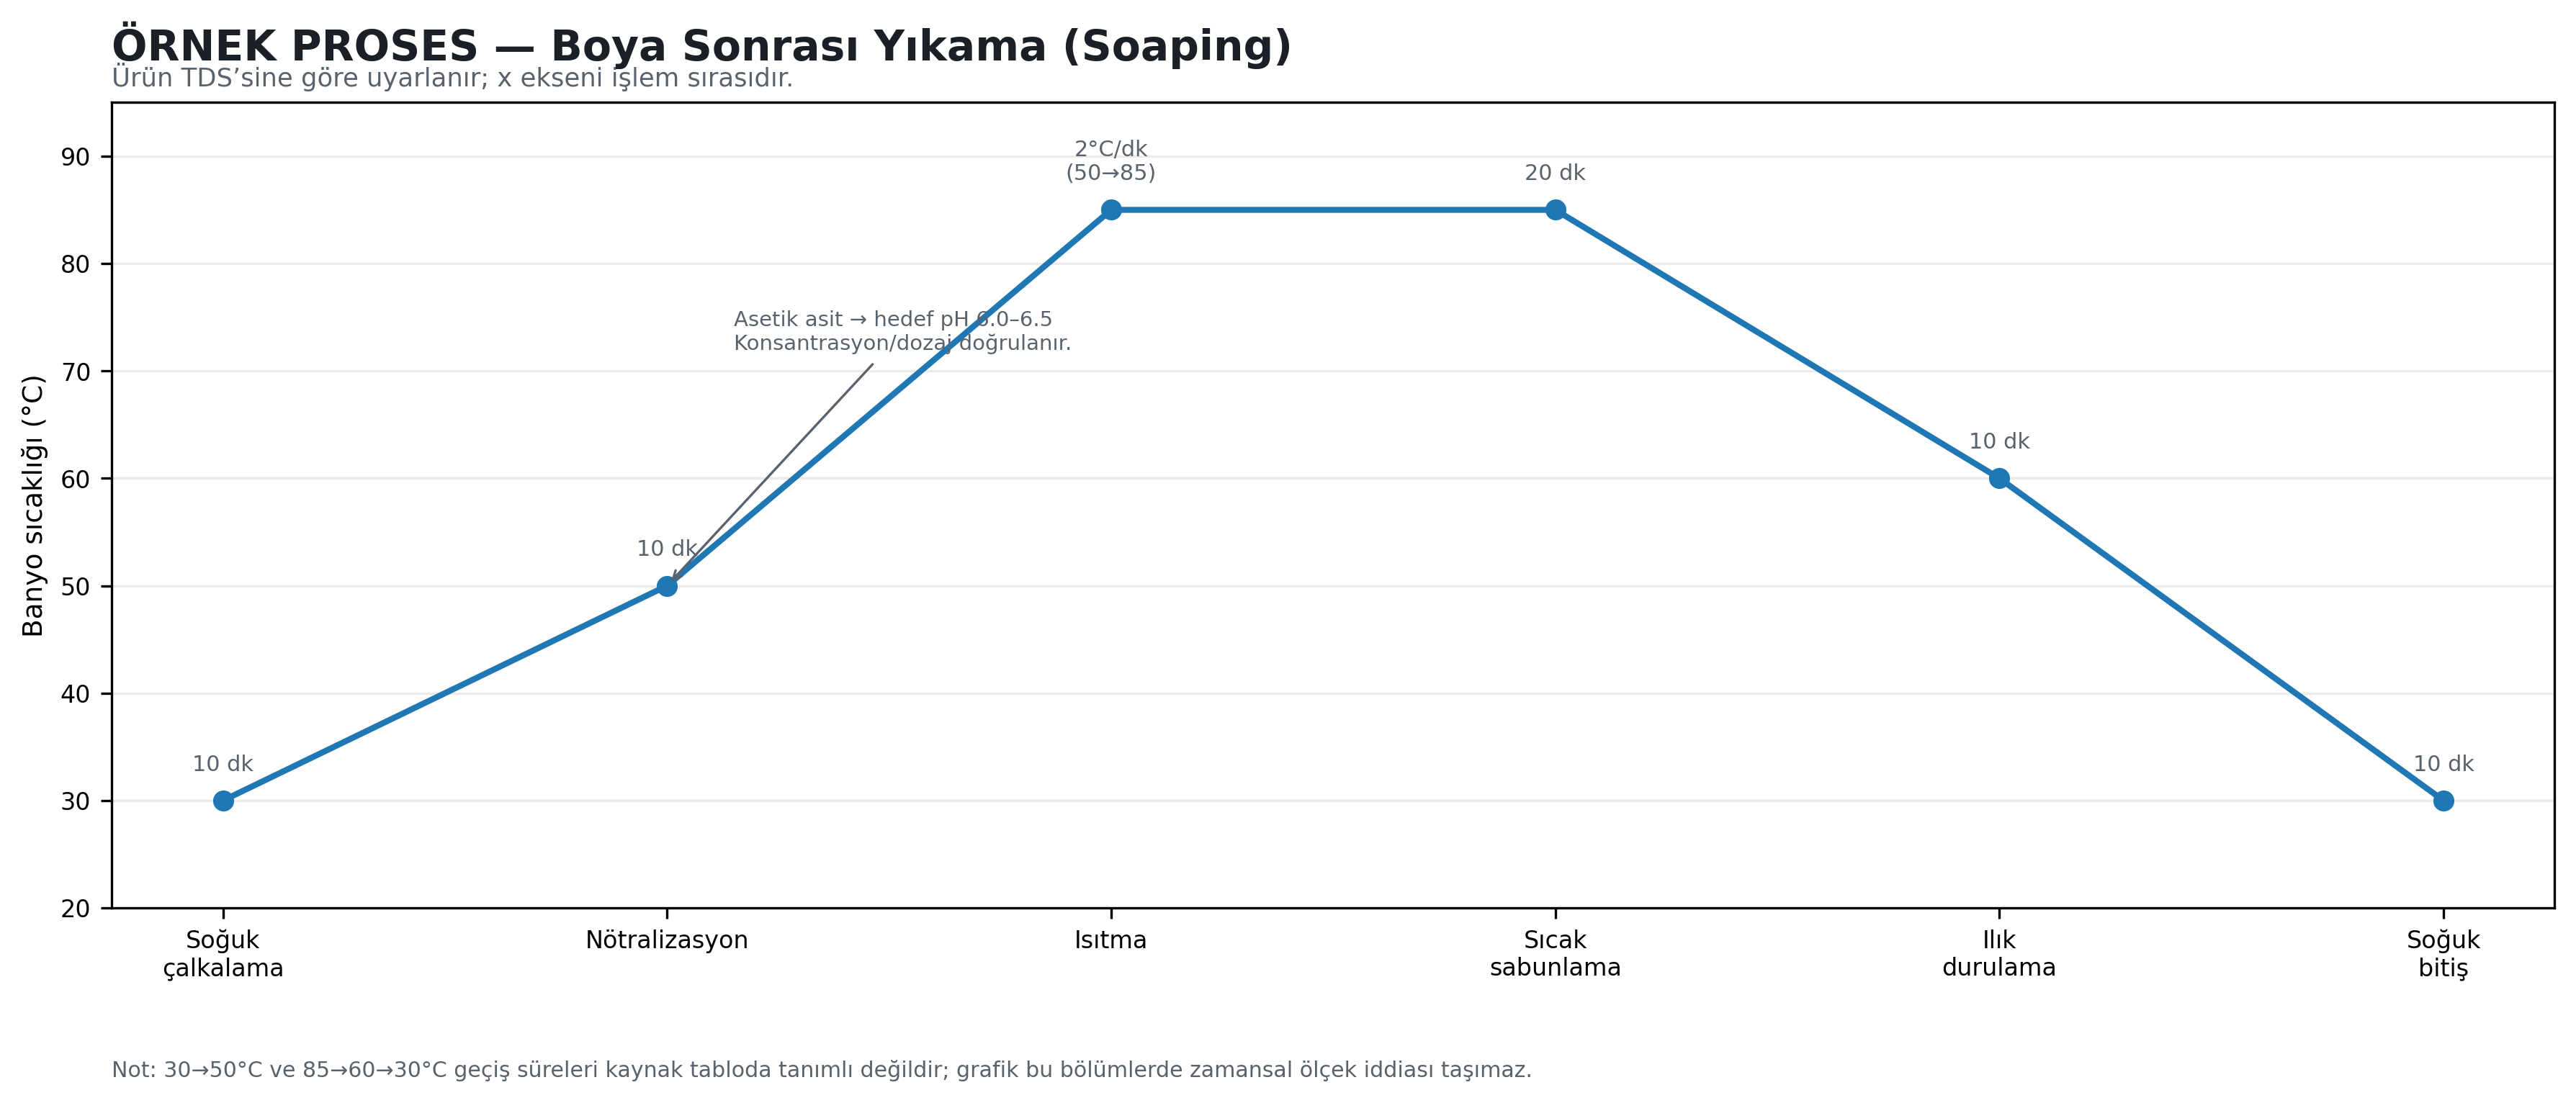 ÖRNEK PROSES — Boya Sonrası Yıkama (Soaping)
Ürün TDS’sine göre uyarlanır; x ekseni işlem sırasıdır.
Banyo sıcaklığı (°C)
90
80
70
60
50
40
30
20
10 dk
10 dk
Asetik asit → hedef pH 6.0–6.5
Konsantrasyon/dozaj doğrulanır.
2°C/dk
(50→85)
20 dk
10 dk
10 dk
Soğuk
çalkalama
Nötralizasyon
Isıtma
Sıcak
sabunlama
Ilık
durulama
Soğuk
bitiş
Not: 30→50°C ve 85→60→30°C geçiş süreleri kaynak tabloda tanımlı değildir; grafik bu bölümlerde zamansal ölçek iddiası taşımaz.